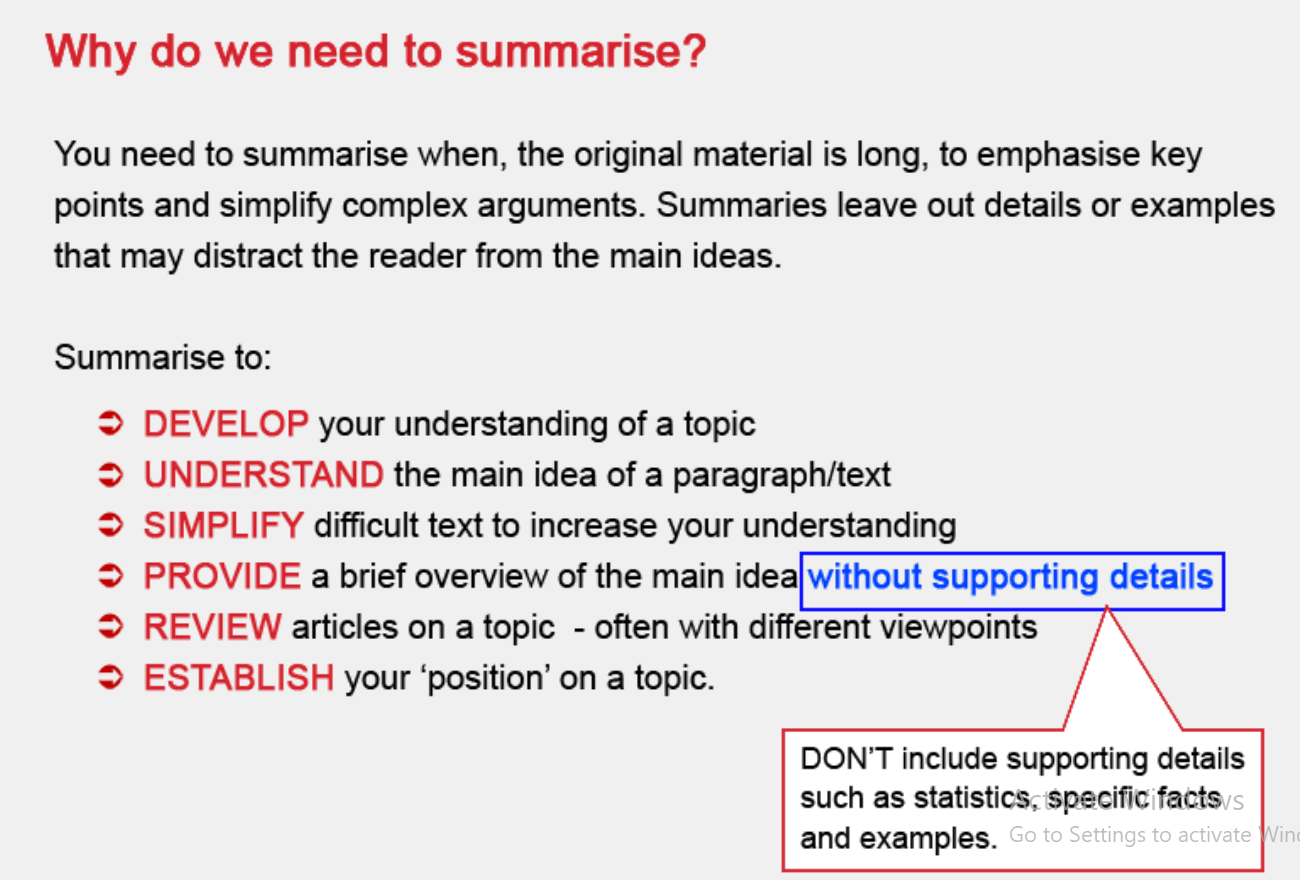 Why do we need to summarise?
You need to summarise when, the original material is long, to emphasise key
points and simplify complex arguments. Summaries leave out details or examples
that may distract the reader from the main ideas.
Summarise to:
DEVELOP your understanding of a topic
UNDERSTAND the main idea of a paragraph/text
SIMPLIFY difficult text to increase your understanding
PROVIDE a brief overview of the main idea without supporting details
REVIEW articles on a topic - often with different viewpoints
ESTABLISH your ‘position’ on a topic.
DON’T include supporting details
such as statistics, specific facts
and examples.
Activate Windows
Go to Settings to activate Wind